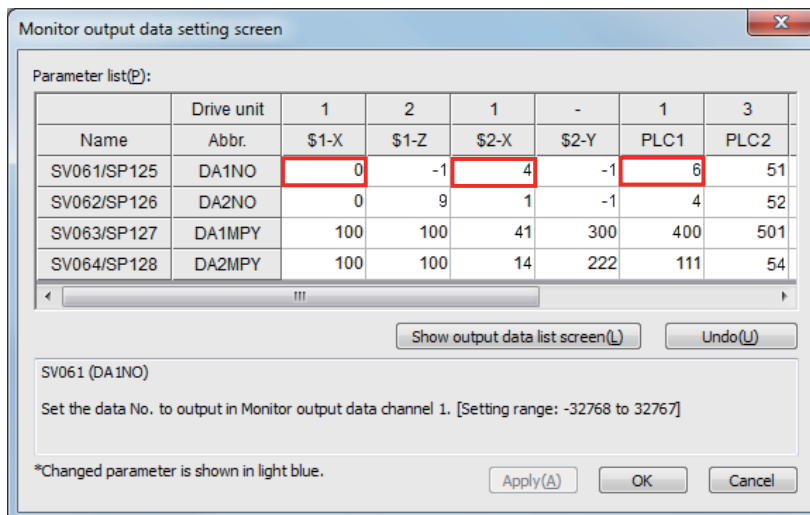 Monitor output data setting screen
Parameter list(P):
Drive unit 1 2 1 - 1 3
Name Abbr. $1-X $1-Z $2-X $2-Y PLC1 PLC2
SV061/SP125 DA1NO 0 -1 4 -1 6 51
SV062/SP126 DA2NO 0 9 1 -1 4 52
SV063/SP127 DA1MPY 100 100 41 300 400 501
SV064/SP128 DA2MPY 100 100 14 222 111 54
Show output data list screen(L) Undo(U)
SV061 (DA1NO)
Set the data No. to output in Monitor output data channel 1. [Setting range: -32768 to 32767]
*Changed parameter is shown in light blue.
Apply(A) OK Cancel